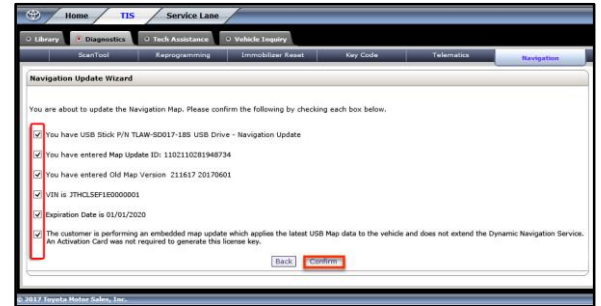 Home TIS Service Lane
Library Diagnostics Tech Assistance Vehicle Inquiry
ScanTool Reprogramming Immobilizer Reset Key Code Telematics Navigation
Navigation Update Wizard
You are about to update the Navigation Map. Please confirm the following by checking each box below.
You have USB Stick P/N TLAW-SD017-18S USB Drive - Navigation Update
You have entered Map Update ID: 1102110281948734
You have entered Old Map Version 211617 20170601
VIN is JTHCL5EF1E0000001
Expiration Date is 01/01/2020
The customer is performing an embedded map update which applies the latest USB Map data to the vehicle and does not extend the Dynamic Navigation Service.
An Activation Card was not required to generate this license key.
Back Confirm
© 2017 Toyota Motor Sales, Inc.